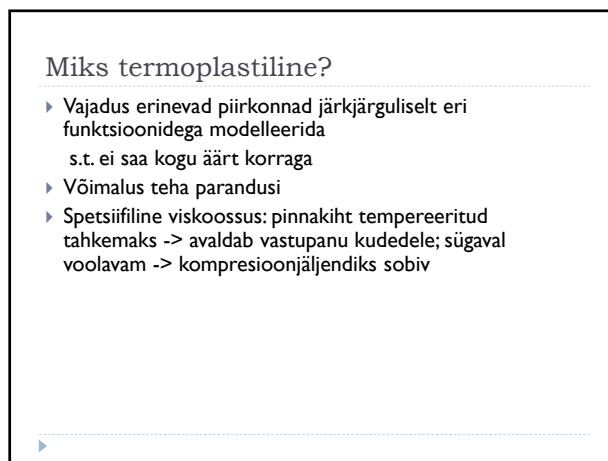 Miks termoplastiline?
Vajadus erinevad piirkonnad järkjärguliselt eri
funktsioonidega modelleerida
s.t. ei saa kogu äärt korraga
Võimalus teha parandusi
Spetsiifiline viskoossus: pinnakiht tempereeritud
tahkemaks -> avaldab vastupanu kudedele; sügaval
voolavam -> kompresioonjäljendiks sobiv